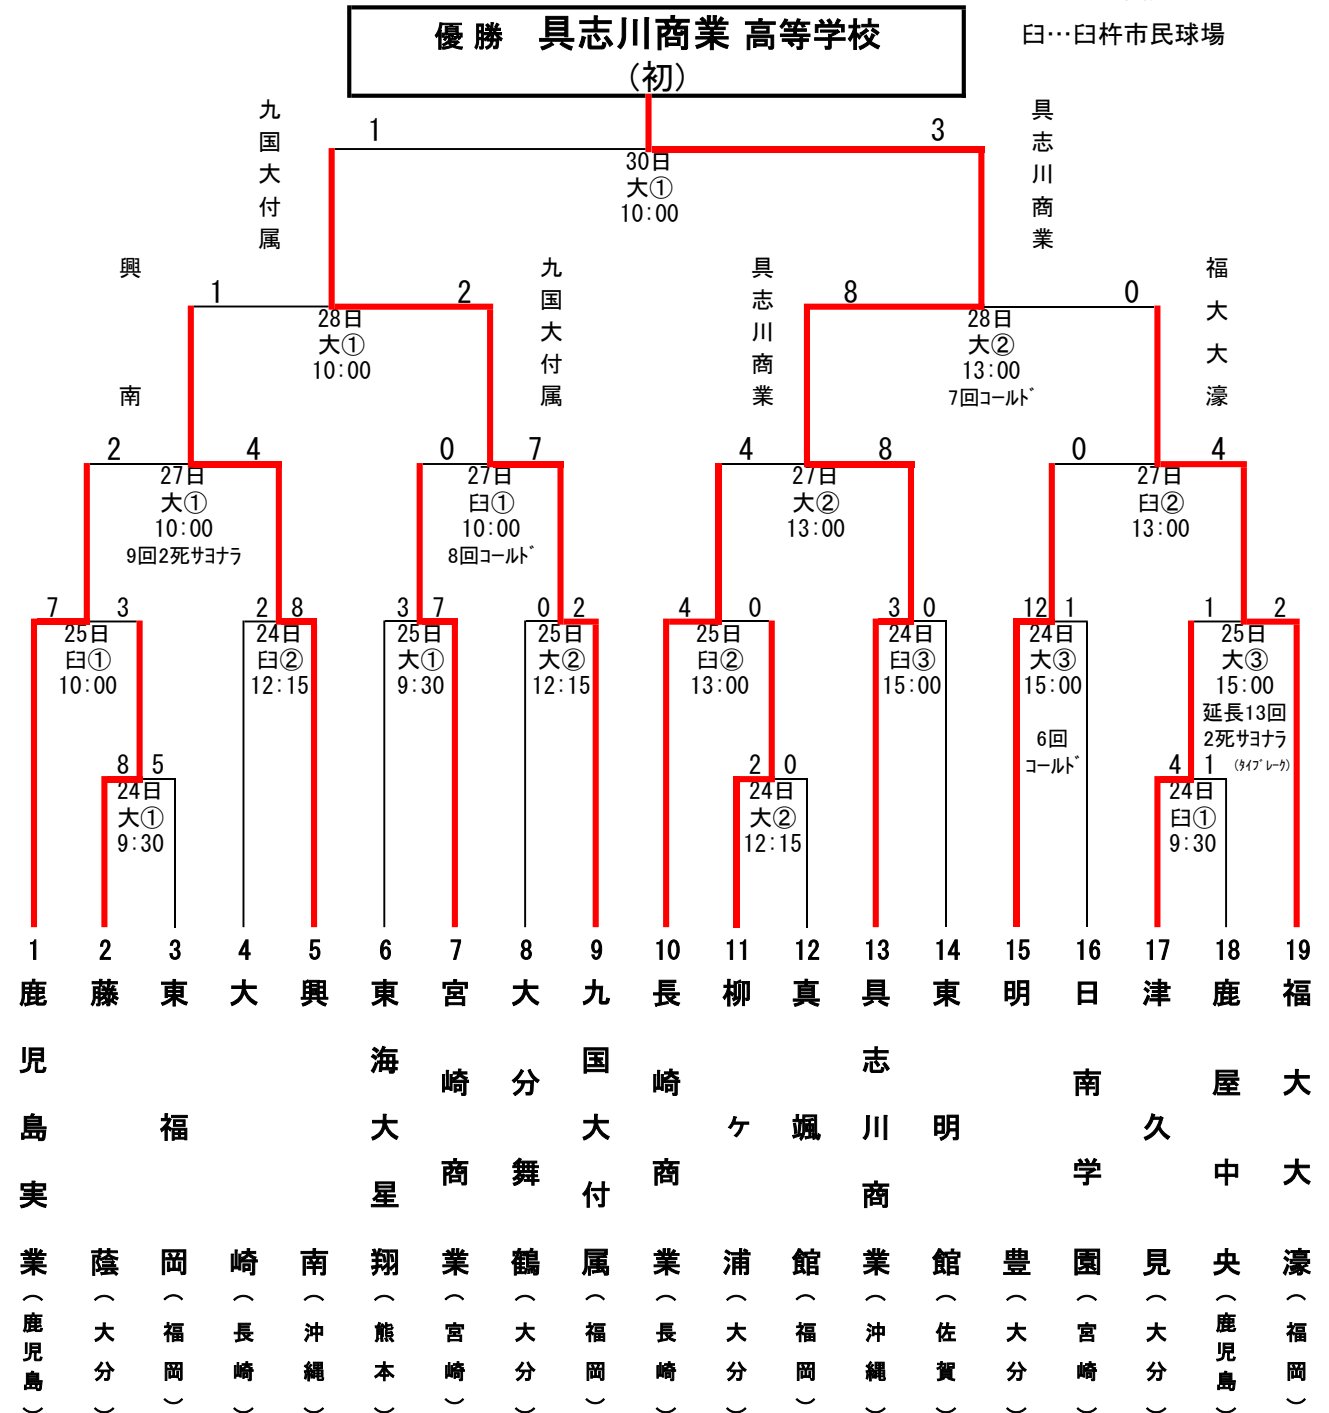 優勝 具志川商業 高等学校
(初)
臼…臼杵市民球場
九国大付属
1
3
具志川商業
30日
大①
10:00
興南
1
2
九国大付属
具志川商業
8
0
福大大濠
28日
大①
10:00
28日
大②
13:00
7回コールド
2
4
0
7
4
8
0
4
27日
大①
10:00
9回2死サヨナラ
27日
臼①
10:00
8回コールド
27日
大②
13:00
27日
臼②
13:00
7
3
2
8
3
7
0
2
4
0
3
0
12
1
1
2
25日
臼①
10:00
24日
臼②
12:15
25日
大①
9:30
25日
大②
12:15
25日
臼②
13:00
24日
臼③
15:00
24日
大③
15:00
6回
コールド
25日
大③
15:00
延長13回
2死サヨナラ
(タイブレーク)
8
5
24日
大①
9:30
2
0
24日
大②
12:15
4
1
24日
臼①
9:30
1
鹿児島実業(鹿児島)
2
藤蔭(大分)
3
東福岡(福岡)
4
大崎(長崎)
5
興南(沖縄)
6
東海大星翔(熊本)
7
宮崎商業(宮崎)
8
大分舞鶴(大分)
9
九国大付属(福岡)
10
長崎商業(長崎)
11
柳ヶ浦(大分)
12
真颯館(福岡)
13
具志川商業(沖縄)
14
東明館(佐賀)
15
明豊(大分)
16
日南学園(宮崎)
17
津久見(大分)
18
鹿屋中央(鹿児島)
19
福大大濠(福岡)